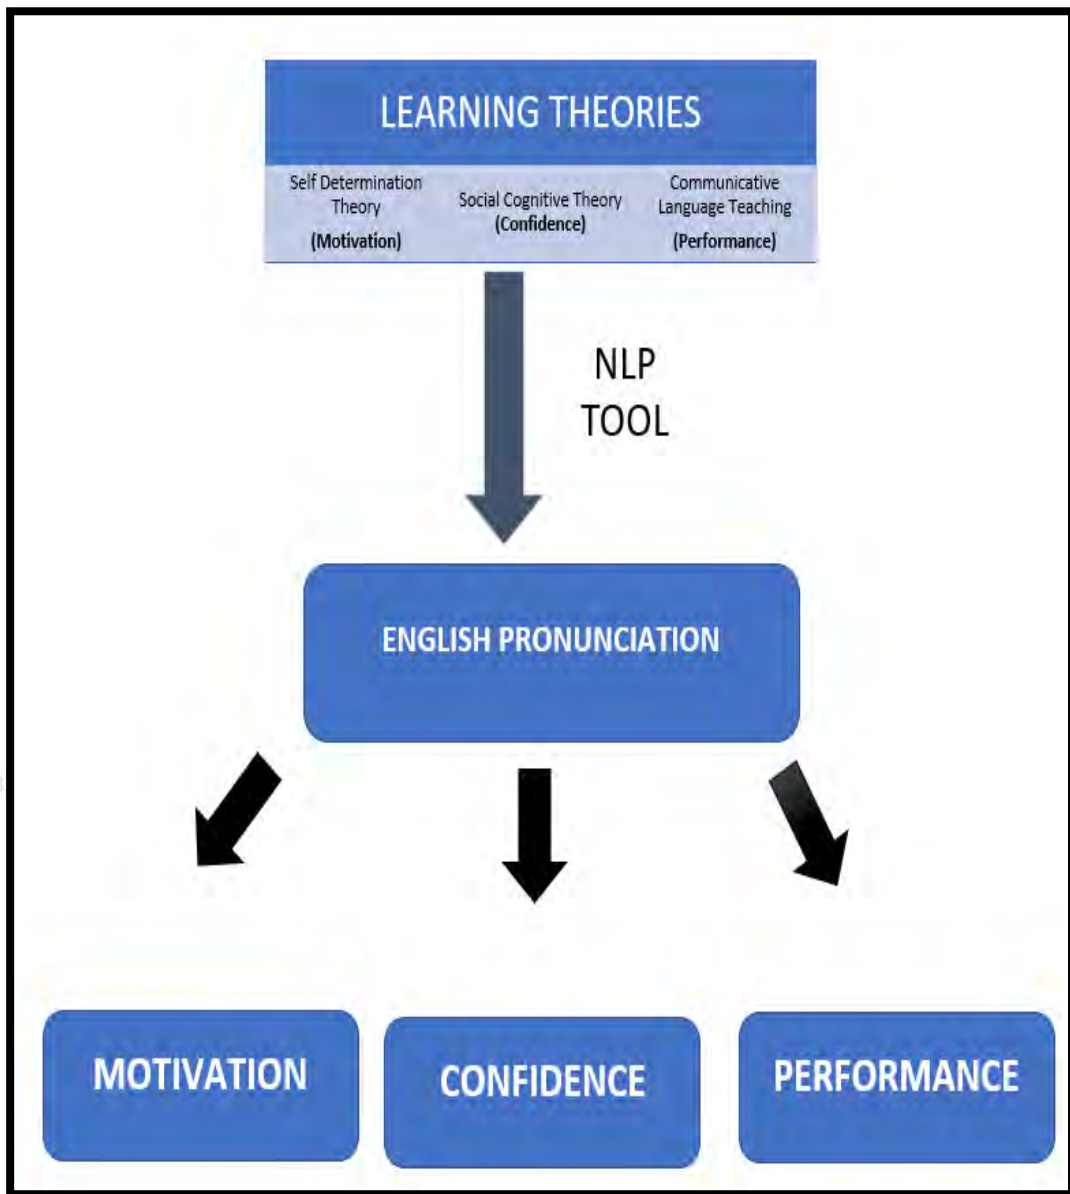 LEARNING THEORIES
Self Determination
Theory
(Motivation)
Social Cognitive Theory
(Confidence)
Communicative
Language Teaching
(Performance)
NLP
TOOL
ENGLISH PRONUNCIATION
MOTIVATION
CONFIDENCE
PERFORMANCE